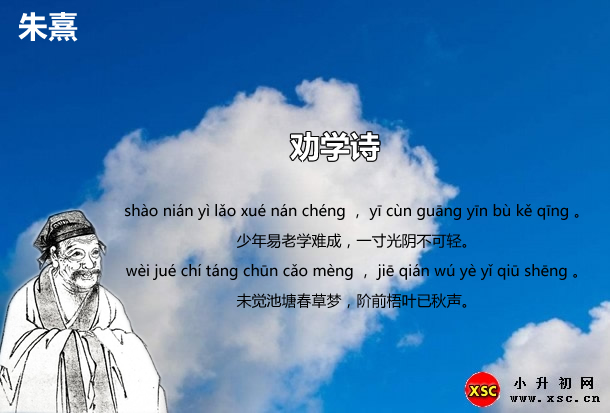 朱熹
劝学诗
shào nián yì lǎo xué nán chéng ， yī cùn guāng yīn bù kě qīng 。
少年易老学难成，一寸光阴不可轻。
wèi jué chí táng chūn cǎo mèng ， jiē qián wú yè yǐ qiū shēng 。
未觉池塘春草梦，阶前梧叶已秋声。
XSC 小升初网
www.xsc.cn